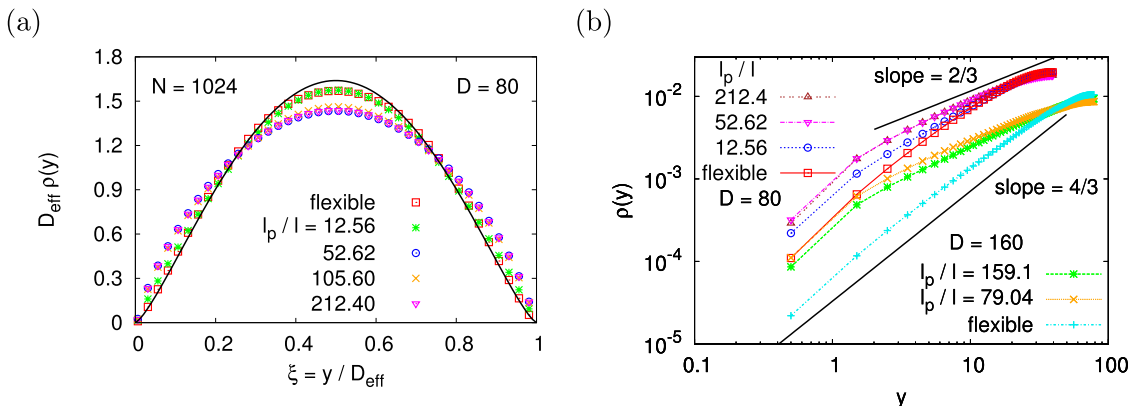 (a)
N = 1024
D = 80
D_eff ρ(y)
1.8
1.5
1.2
0.9
0.6
0.3
0
flexible
l_p / l = 12.56
52.62
105.60
212.40
0
0.2
0.4
0.6
0.8
1
ξ = y / D_eff
(b)
l_p / l
212.4
52.62
12.56
flexible
D = 80
slope = 2/3
slope = 4/3
D = 160
l_p / l = 159.1
l_p / l = 79.04
flexible
ρ(y)
10^-2
10^-3
10^-4
10^-5
0.1
1
10
100
y